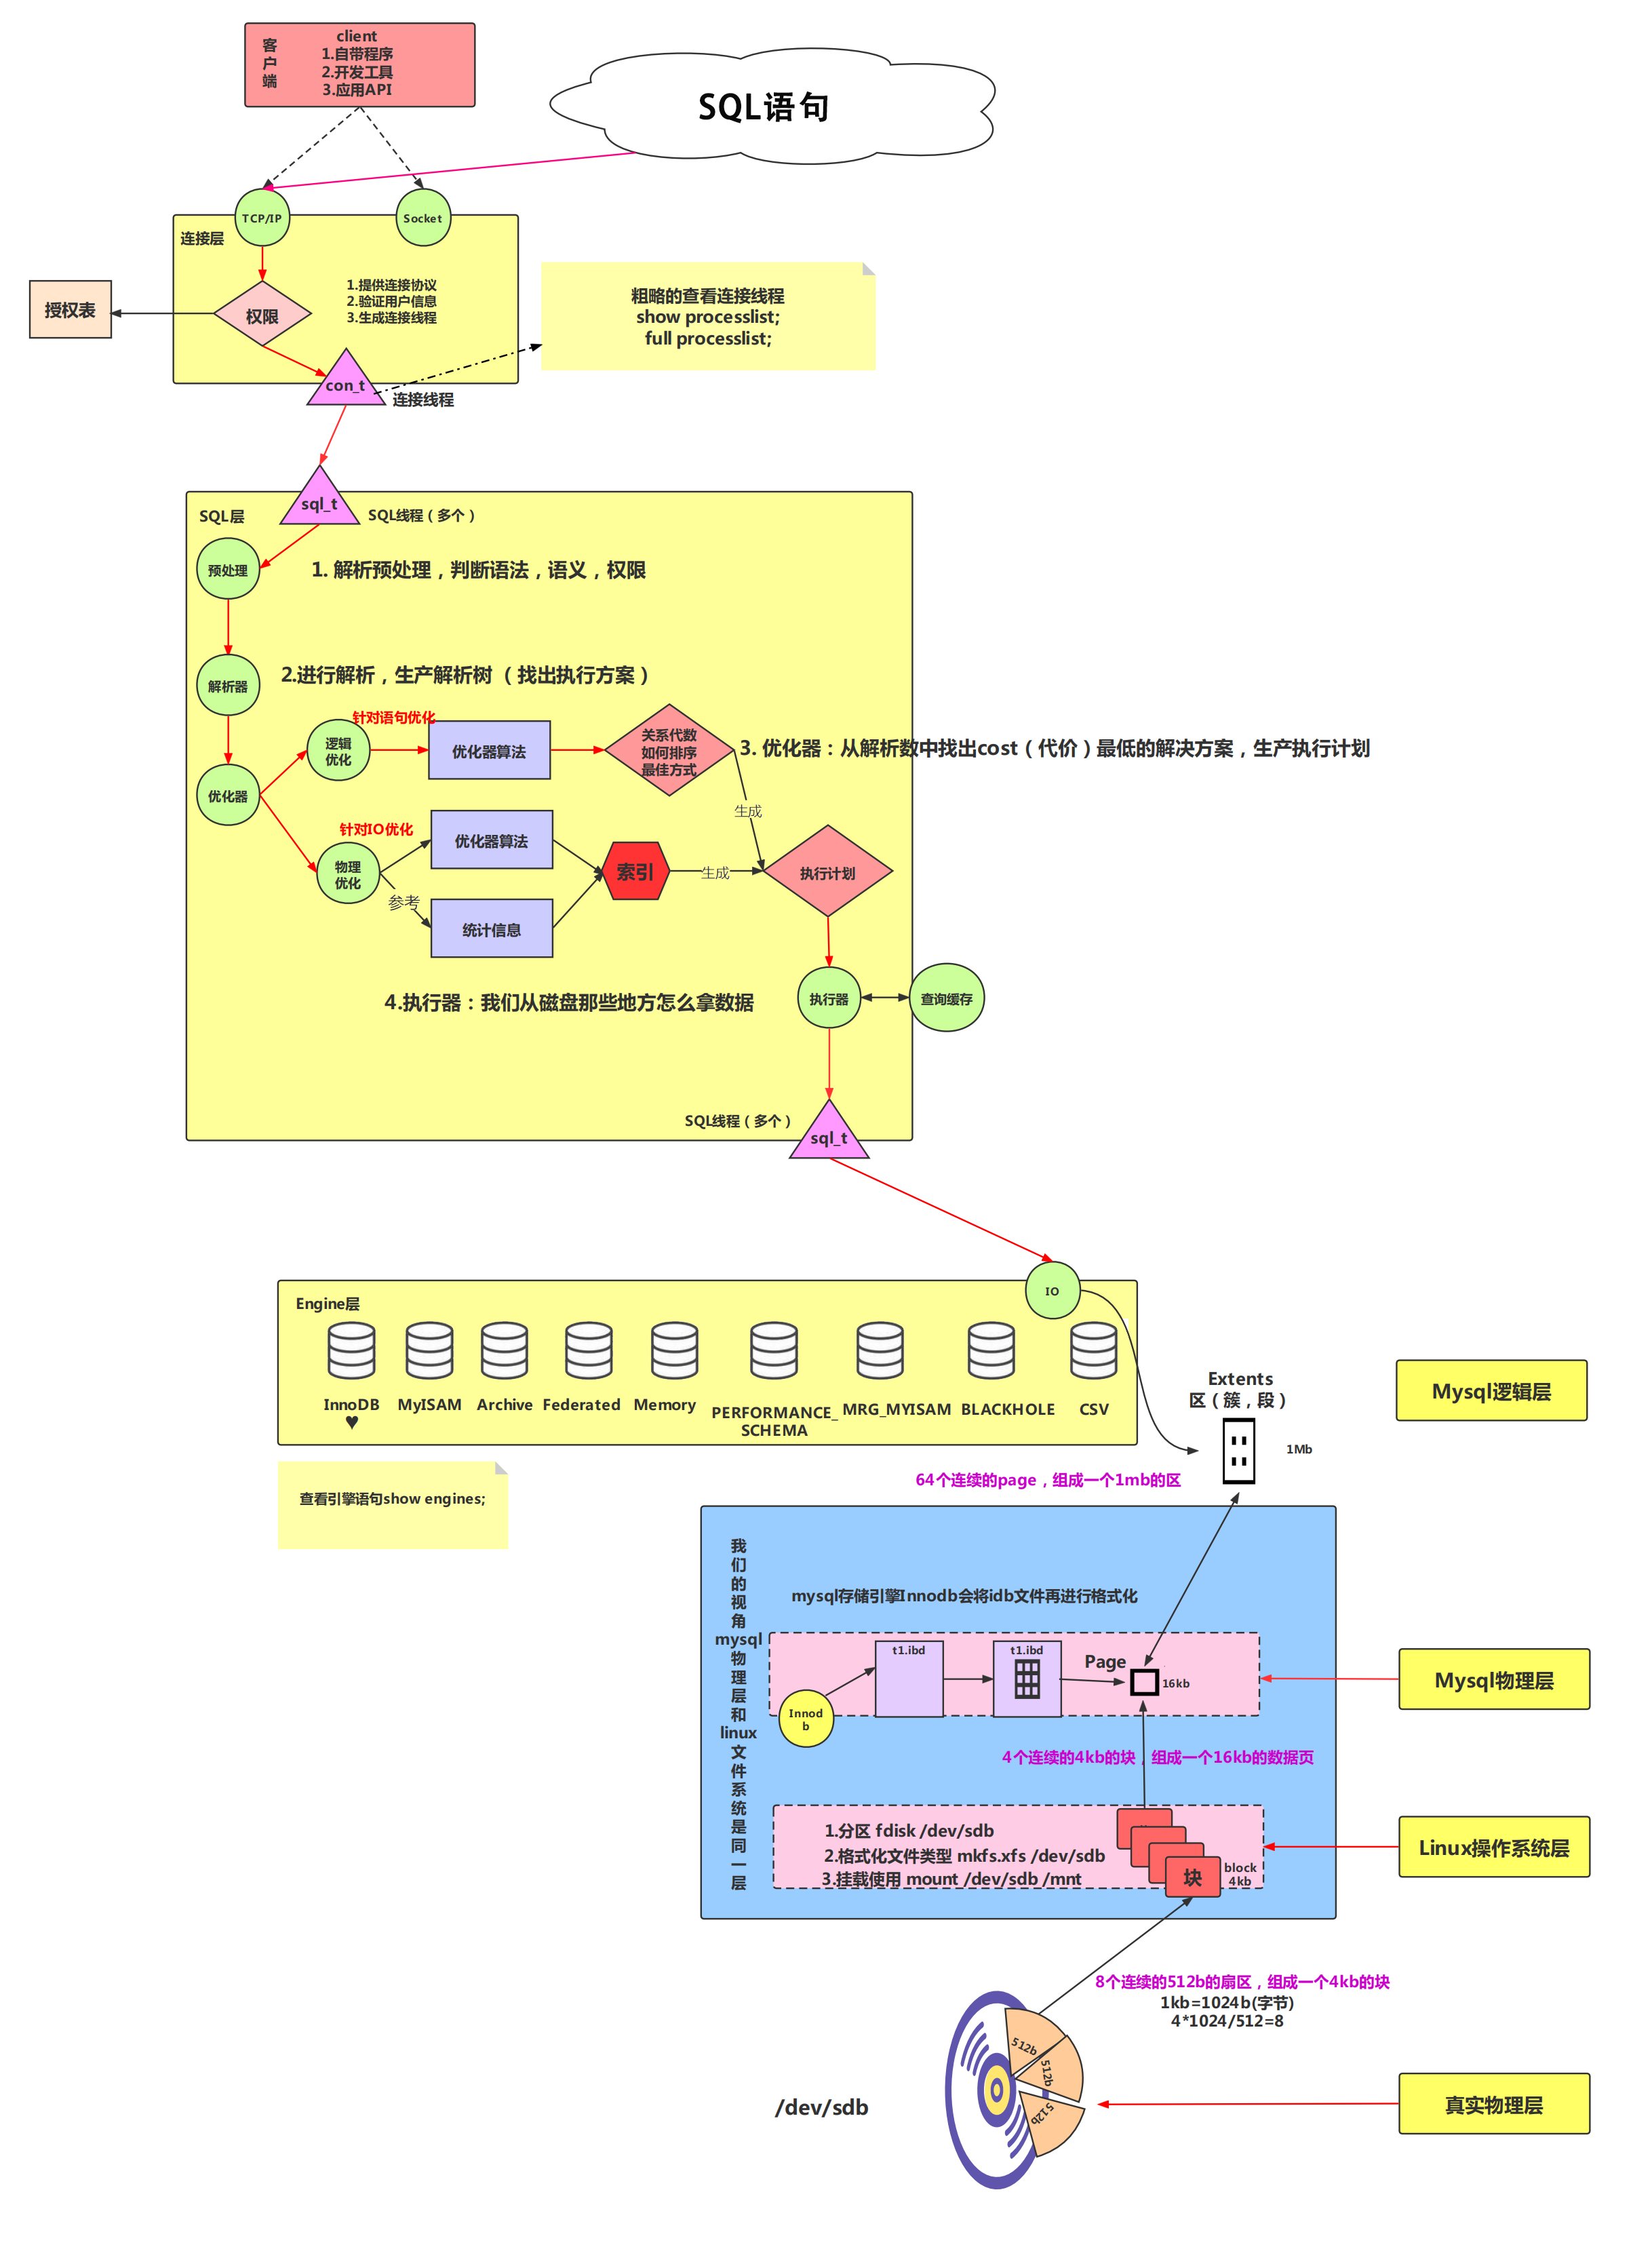 客
户
端
client
1.自带程序
2.开发工具
3.应用API
SQL语句
TCP/IP
Socket
连接层
1.提供连接协议
2.验证用户信息
3.生成连接线程
授权表
权限
粗略的查看连接线程
show processlist;
full processlist;
con_t
连接线程
sql_t
SQL层
SQL线程（多个）
预处理
1. 解析预处理，判断语法，语义，权限
解析器
2.进行解析，生产解析树（找出执行方案）
针对语句优化
逻辑
优化
优化器算法
关系代数
如何排序
最佳方式
3. 优化器：从解析数中找出cost（代价）最低的解决方案，生产执行计划
优化器
生成
针对IO优化
优化器算法
物理
优化
索引
生成
执行计划
参考
统计信息
4.执行器：我们从磁盘那些地方怎么拿数据
执行器
查询缓存
SQL线程（多个）
sql_t
IO
Engine层
InnoDB
MyISAM
Archive
Federated
Memory
PERFORMANCE_
SCHEMA
MRG_MYISAM
BLACKHOLE
CSV
♥
Extents
区（簇，段）
Mysql逻辑层
1Mb
64个连续的page，组成一个1mb的区
查看引擎语句show engines;
我
们
的
视
角
mysql
物
理
层
和
linux
文
件
系
统
是
同
一
层
mysql存储引擎Innodb会将idb文件再进行格式化
t1.ibd
t1.ibd
Page
16kb
Innod
b
Mysql物理层
4个连续的4kb的块，组成一个16kb的数据页
1.分区 fdisk /dev/sdb
2.格式化文件类型 mkfs.xfs /dev/sdb
3.挂载使用 mount /dev/sdb /mnt
块
block
4kb
Linux操作系统层
8个连续的512b的扇区，组成一个4kb的块
1kb=1024b(字节)
4*1024/512=8
512b
512b
512b
/dev/sdb
真实物理层